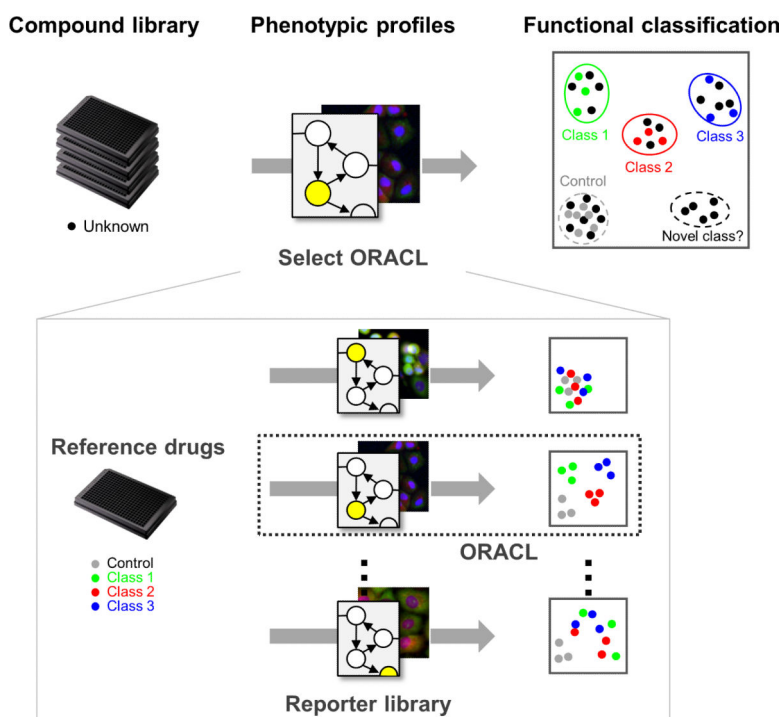 Compound library
Phenotypic profiles
Functional classification
Unknown
Select ORACL
Class 1
Class 2
Class 3
Control
Novel class?
Reference drugs
Control
Class 1
Class 2
Class 3
ORACL
Reporter library